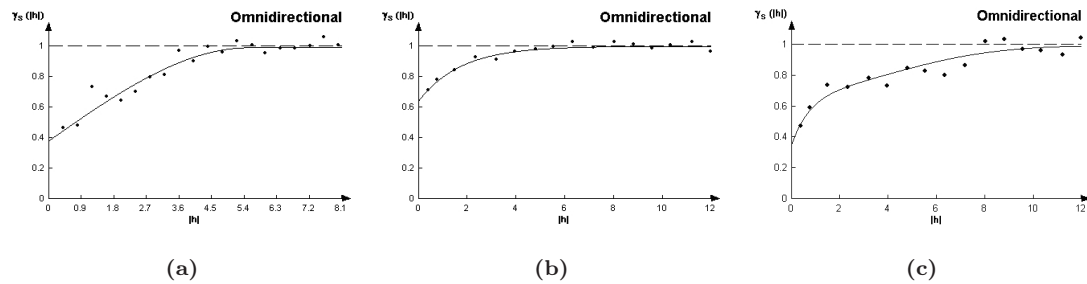 γs (|h|)
Omnidirectional
1
0.8
0.6
0.4
0.2
0
0 0.9 1.8 2.7 3.6 4.5 5.4 6.3 7.2 8.1
|h|
(a)
γs (|h|)
Omnidirectional
1
0.8
0.6
0.4
0.2
0
0 2 4 6 8 10 12
|h|
(b)
γs (|h|)
Omnidirectional
1
0.8
0.6
0.4
0.2
0
0 2 4 6 8 10 12
|h|
(c)